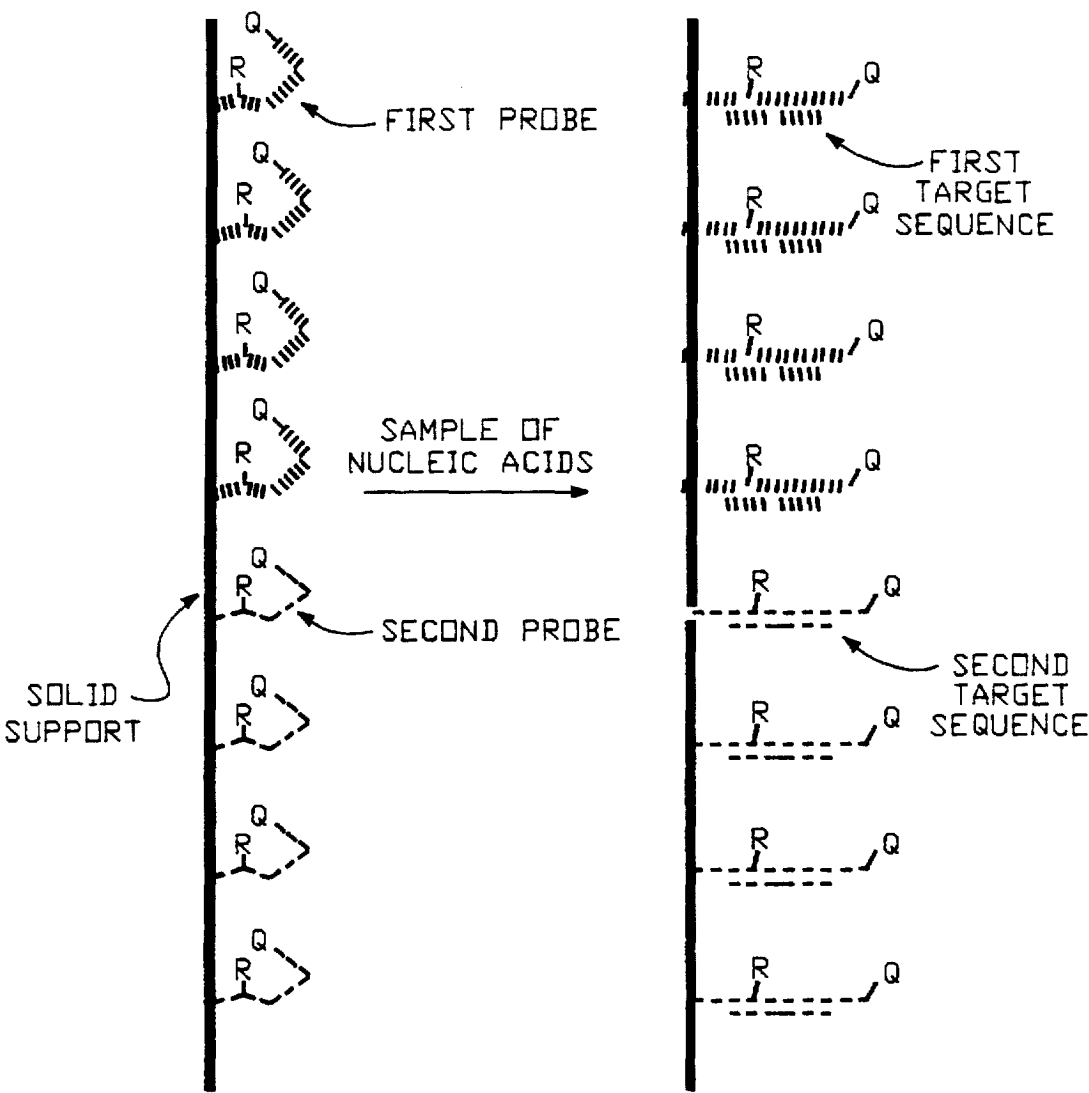 Q
R
FIRST PROBE
Q
R
Q
R
Q
R
SAMPLE OF
NUCLEIC ACIDS
Q
R
SECOND PROBE
SOLID
SUPPORT
Q
R
Q
R
Q
R
R
Q
FIRST
TARGET
SEQUENCE
R
Q
R
Q
R
Q
R
Q
SECOND
TARGET
SEQUENCE
R
Q
R
Q
R
Q